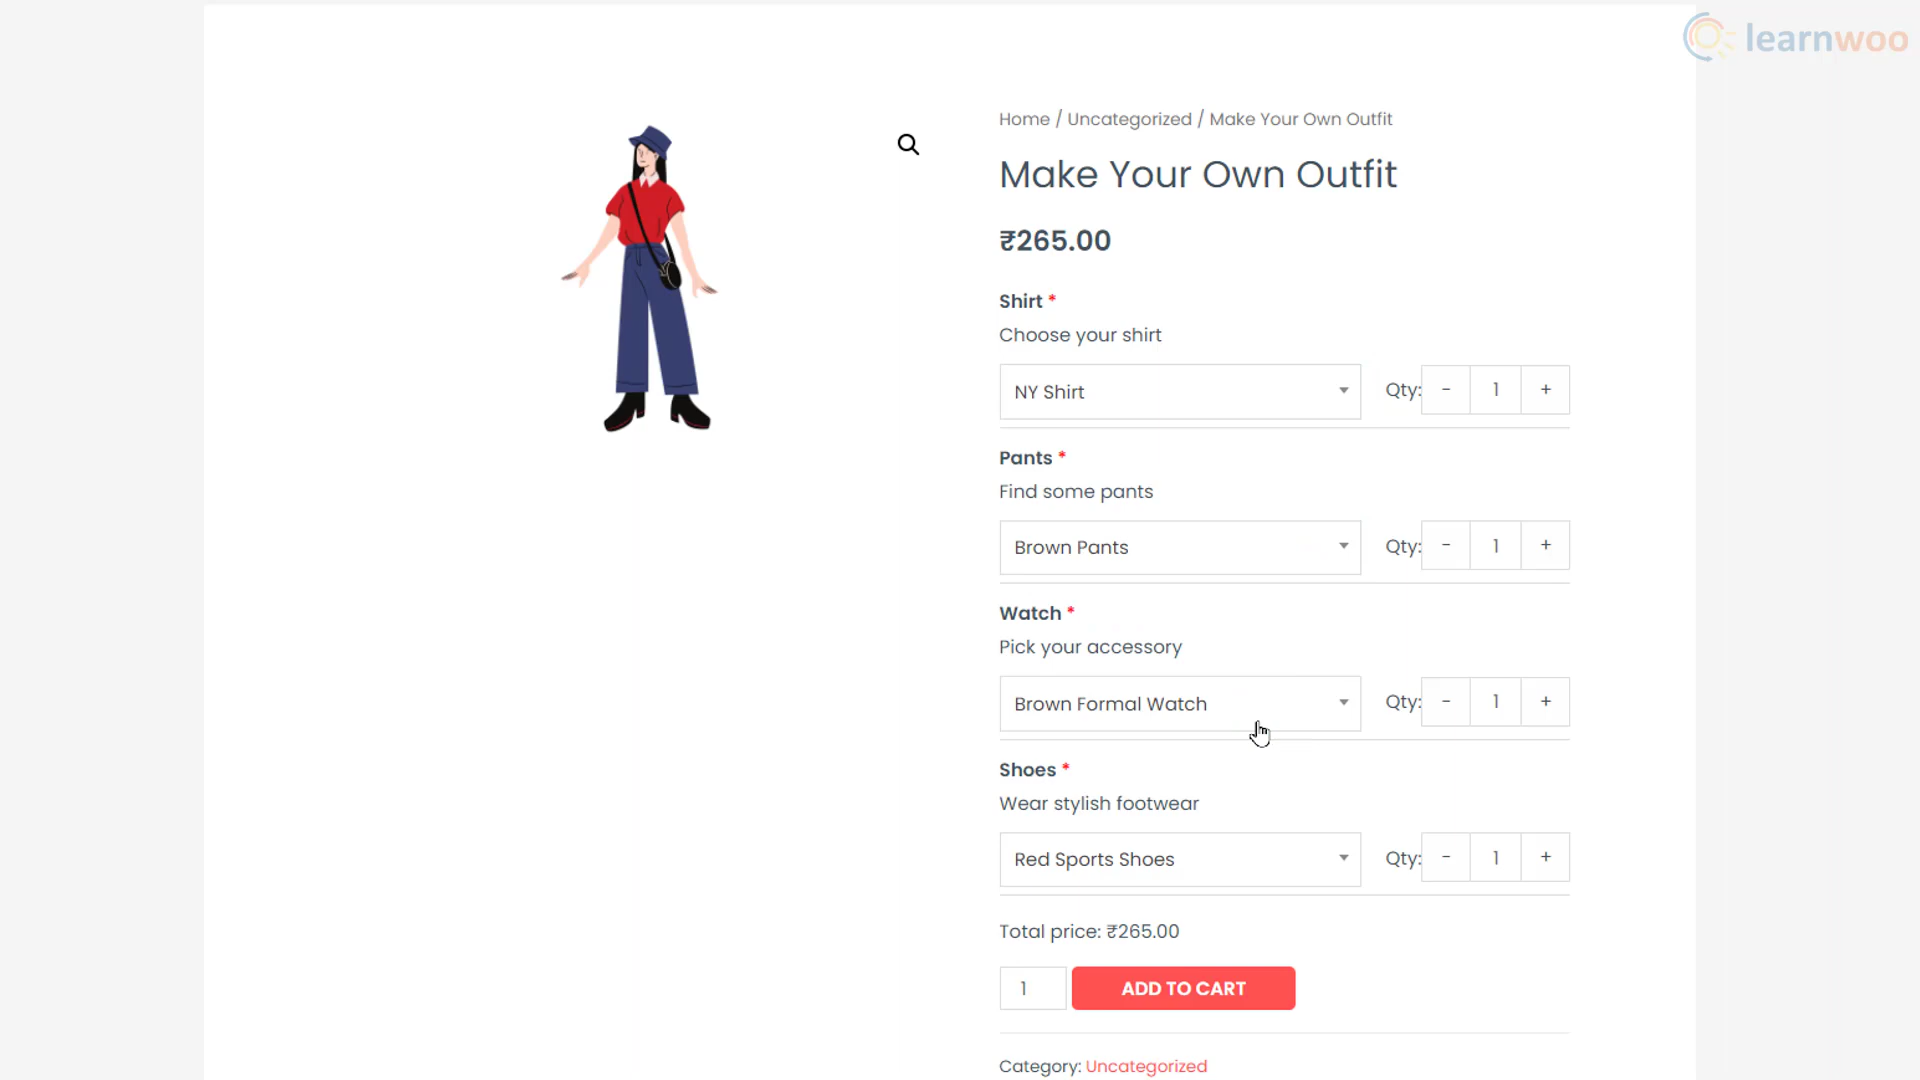 learnwoo
Home / Uncategorized / Make Your Own Outfit
Make Your Own Outfit
₹265.00
Shirt *
Choose your shirt
NY Shirt Qty: - 1 +
Pants *
Find some pants
Brown Pants Qty: - 1 +
Watch *
Pick your accessory
Brown Formal Watch Qty: - 1 +
Shoes *
Wear stylish footwear
Red Sports Shoes Qty: - 1 +
Total price: ₹265.00
1 ADD TO CART
Category: Uncategorized